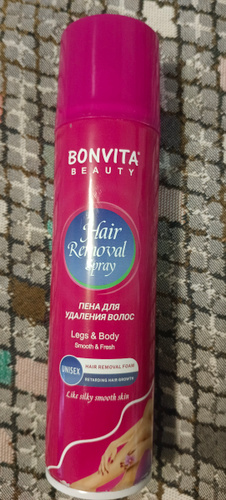 BONVITA®
BEAUTY
Hair
Removal
Spray
ПЕНА ДЛЯ
УДАЛЕНИЯ ВОЛОС
Legs & Body
Smooth & Fresh
UNISEX
HAIR REMOVAL FOAM
RETARDING HAIR GROWTH
Like silky smooth skin